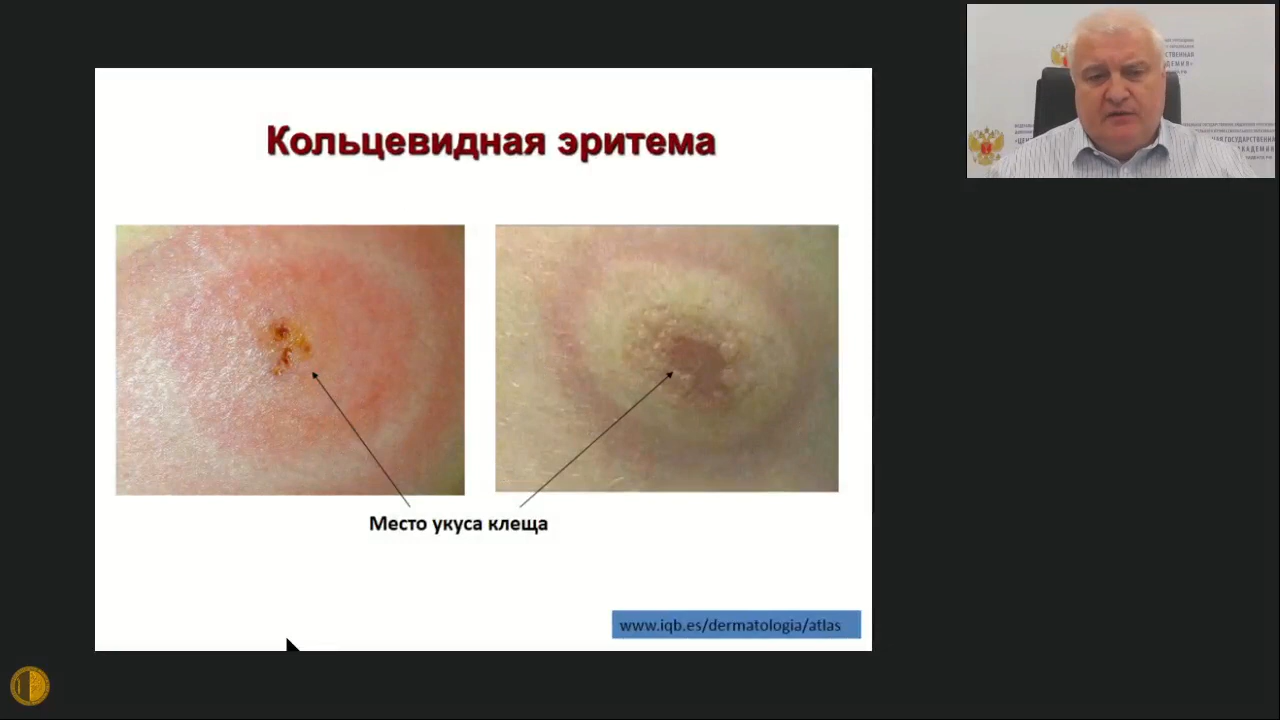 Кольцевидная эритема
Место укуса клеща
www.iqb.es/dermatologia/atlas